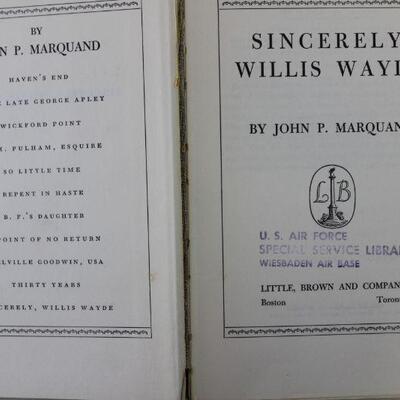 BY
N P. MARQUAND
HAVEN'S END
LATE GEORGE APLEY
WICKFORD POINT
PULHAM, ESQUIRE
SO LITTLE TIME
REPENT IN HASTE
B. F.'S DAUGHTER
POINT OF NO RETURN
LVILLE GOODWIN, USA
THIRTY YEARS
CERELY, WILLIS WAYDE
SINCERELY
WILLIS WAYD
BY JOHN P. MARQUAN
L B
U. S. AIR FORCE
SPECIAL SERVICE LIBRA
WIESBADEN AIR BASE
LITTLE, BROWN AND COMPAN
Boston Toron